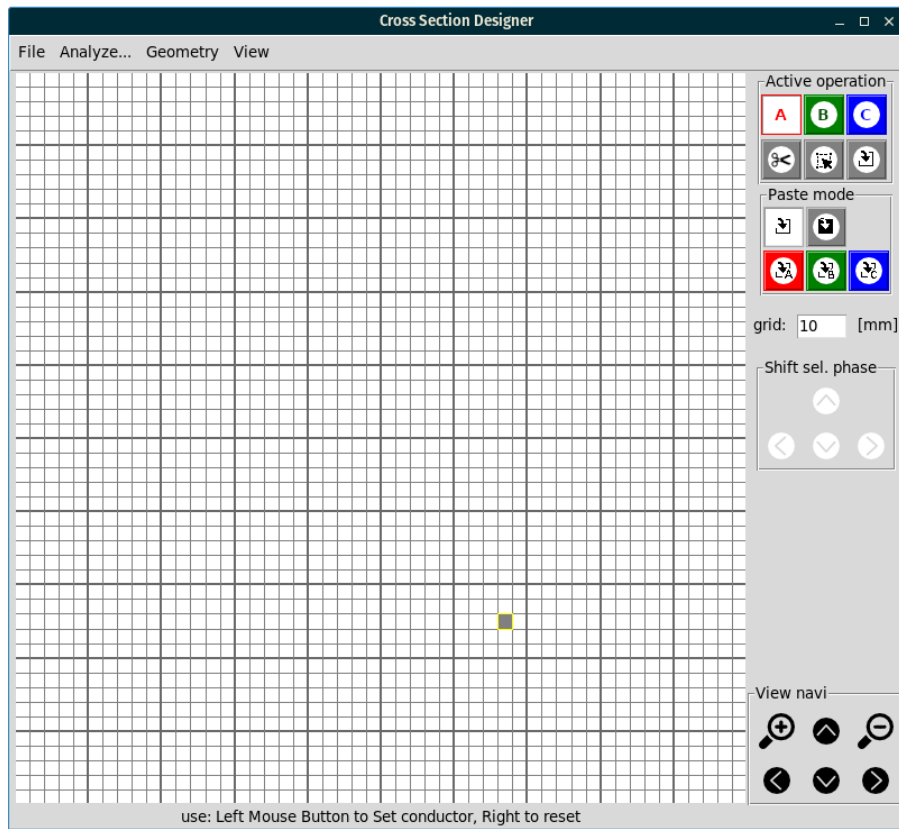 Cross Section Designer
File Analyze... Geometry View
Active operation
A B C
Paste mode
A B C
grid: 10 [mm]
Shift sel. phase
View navi
use: Left Mouse Button to Set conductor, Right to reset